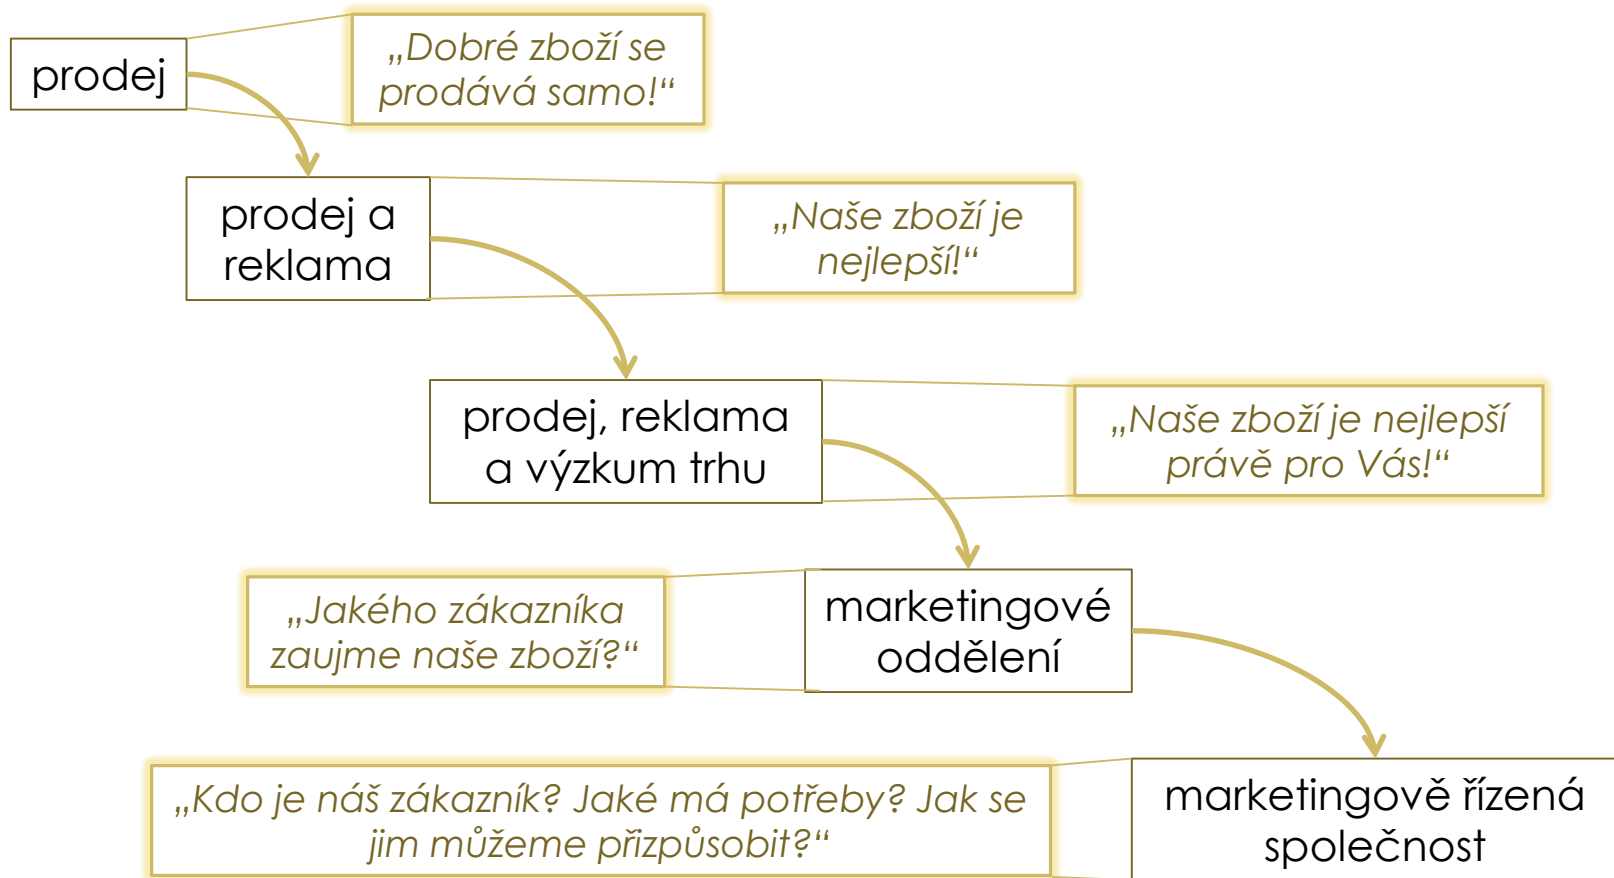 prodej
„Dobré zboží se
prodává samo!“
prodej a
reklama
„Naše zboží je
nejlepší!“
prodej, reklama
a výzkum trhu
„Naše zboží je nejlepší
právě pro Vás!“
„Jakého zákazníka
zaujme naše zboží?“
marketingové
oddělení
„Kdo je náš zákazník? Jaké má potřeby? Jak se
jim můžeme přizpůsobit?“
marketingově řízená
společnost